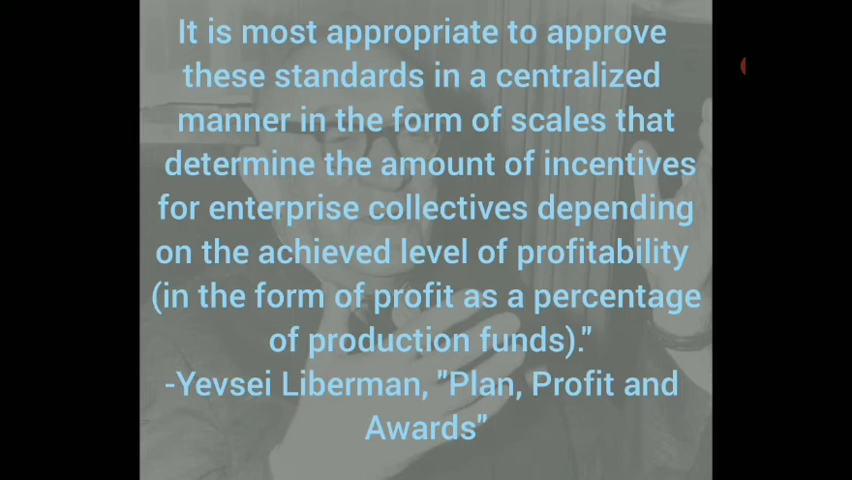 It is most appropriate to approve
these standards in a centralized
manner in the form of scales that
determine the amount of incentives
for enterprise collectives depending
on the achieved level of profitability
(in the form of profit as a percentage
of production funds)."
-Yevsei Liberman, "Plan, Profit and
Awards"